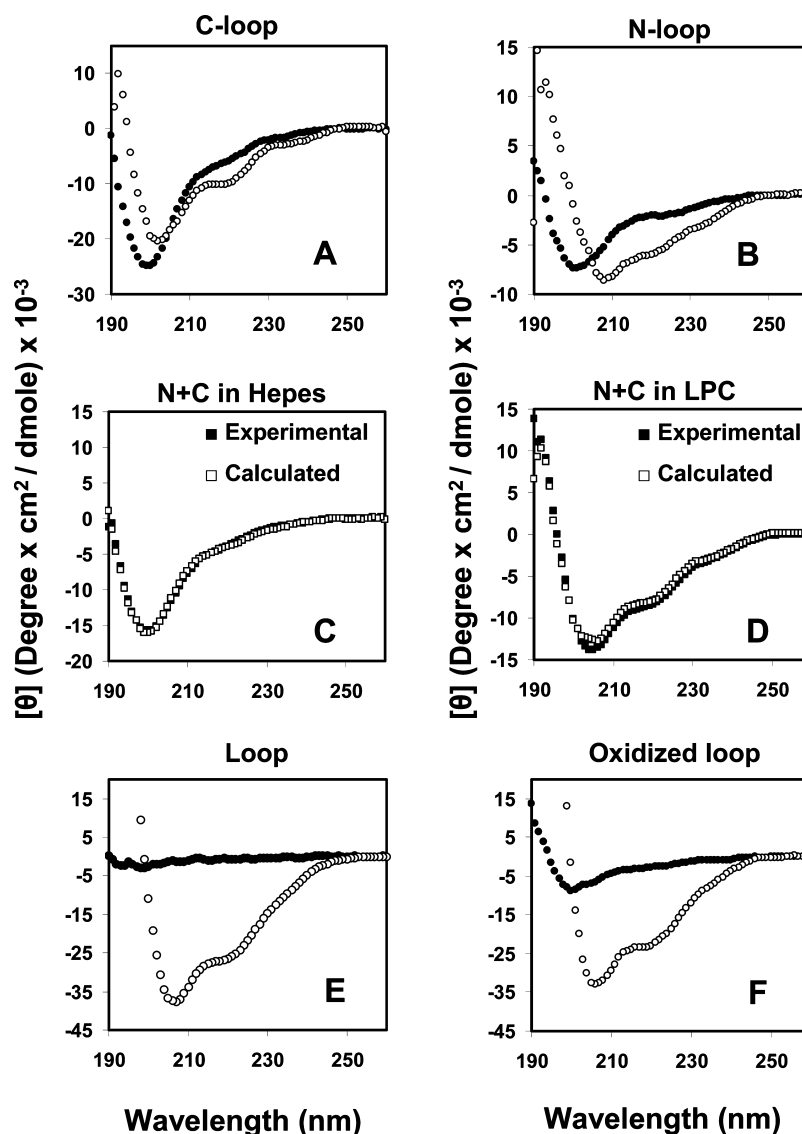 C-loop
10
0
-10
-20
-30
190 210 230 250
A
N-loop
15
10
5
0
-5
-10
190 210 230 250
B
N+C in Hepes
15
10
5
0
-5
-10
-15
-20
190 210 230 250
Experimental
Calculated
C
N+C in LPC
15
10
5
0
-5
-10
-15
190 210 230 250
Experimental
Calculated
D
Loop
15
5
-5
-15
-25
-35
-45
190 210 230 250
E
Oxidized loop
15
5
-5
-15
-25
-35
-45
190 210 230 250
F
[θ] (Degree x cm² / dmole) x 10⁻³
[θ] (Degree x cm² / dmole) x 10⁻³
Wavelength (nm)
Wavelength (nm)